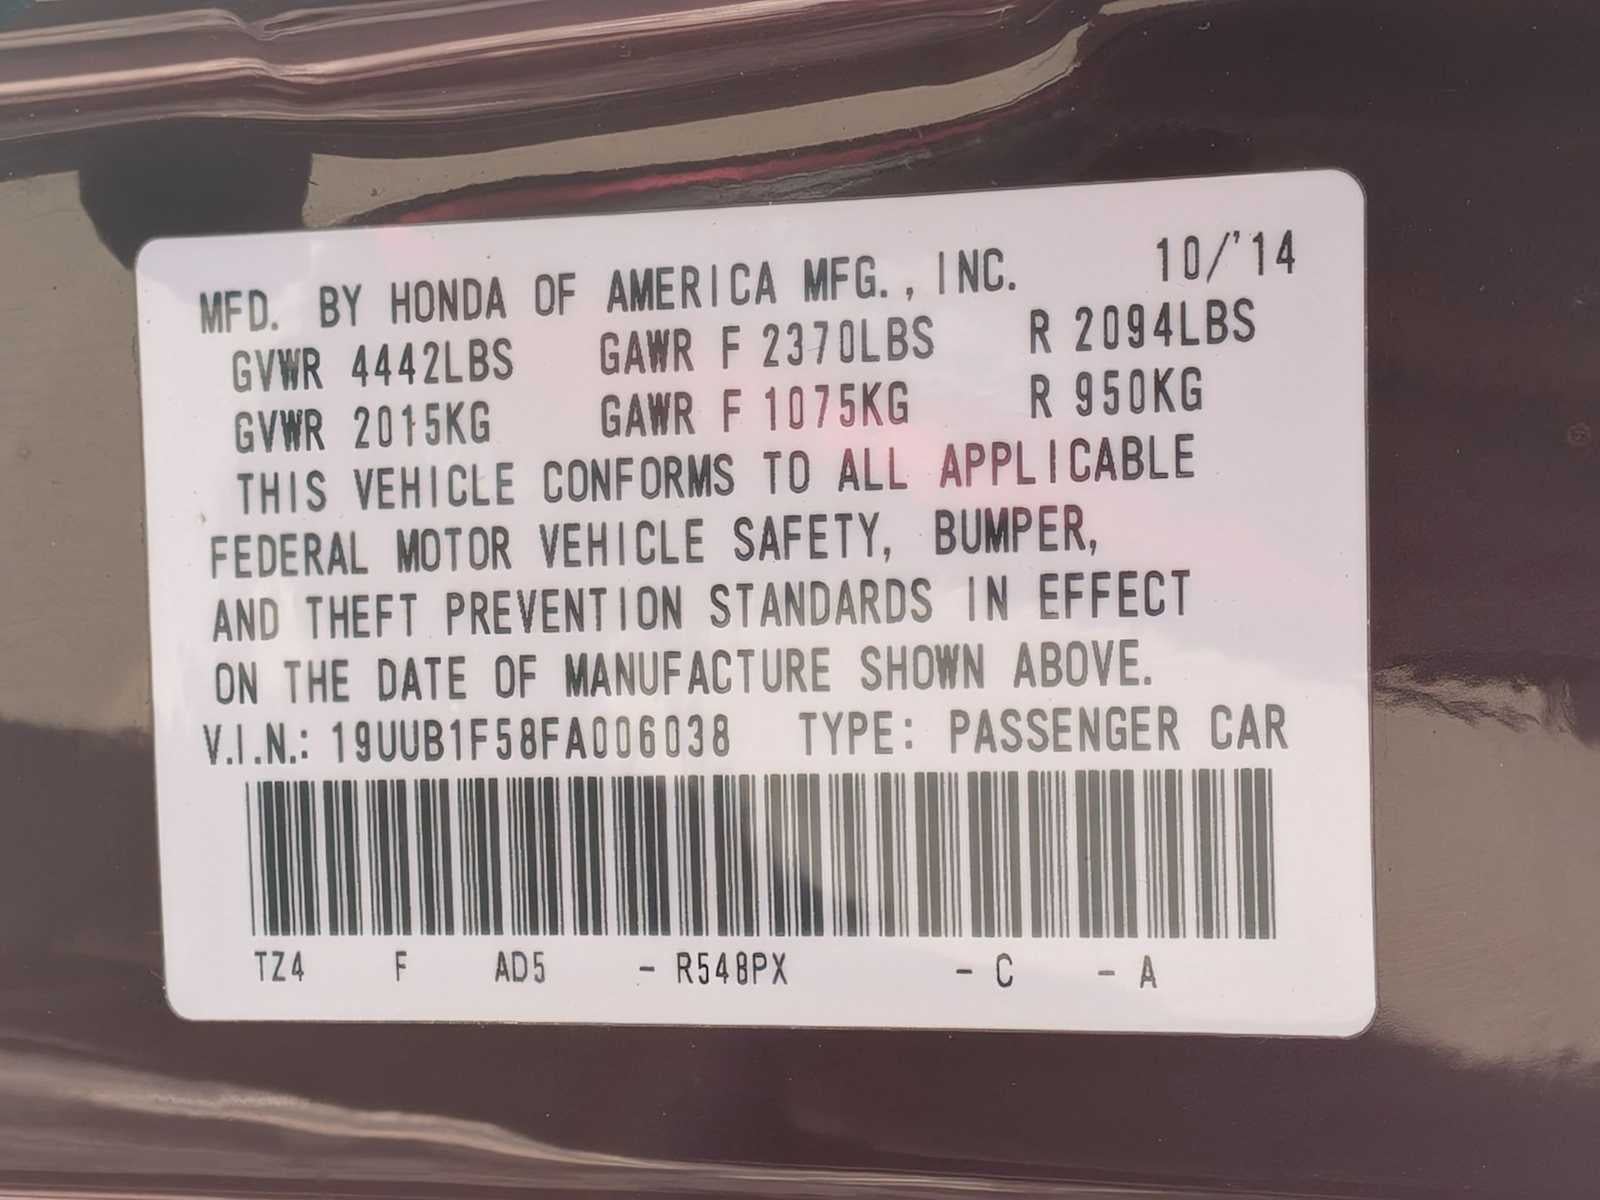 MFD. BY HONDA OF AMERICA MFG., INC. 10/'14
GVWR 4442LBS GAWR F 2370LBS R 2094LBS
GVWR 2015KG GAWR F 1075KG R 950KG
THIS VEHICLE CONFORMS TO ALL APPLICABLE
FEDERAL MOTOR VEHICLE SAFETY, BUMPER,
AND THEFT PREVENTION STANDARDS IN EFFECT
ON THE DATE OF MANUFACTURE SHOWN ABOVE.
V.I.N.: 19UUB1F58FA006038 TYPE: PASSENGER CAR
TZ4 F AD5 - R548PX - C - A